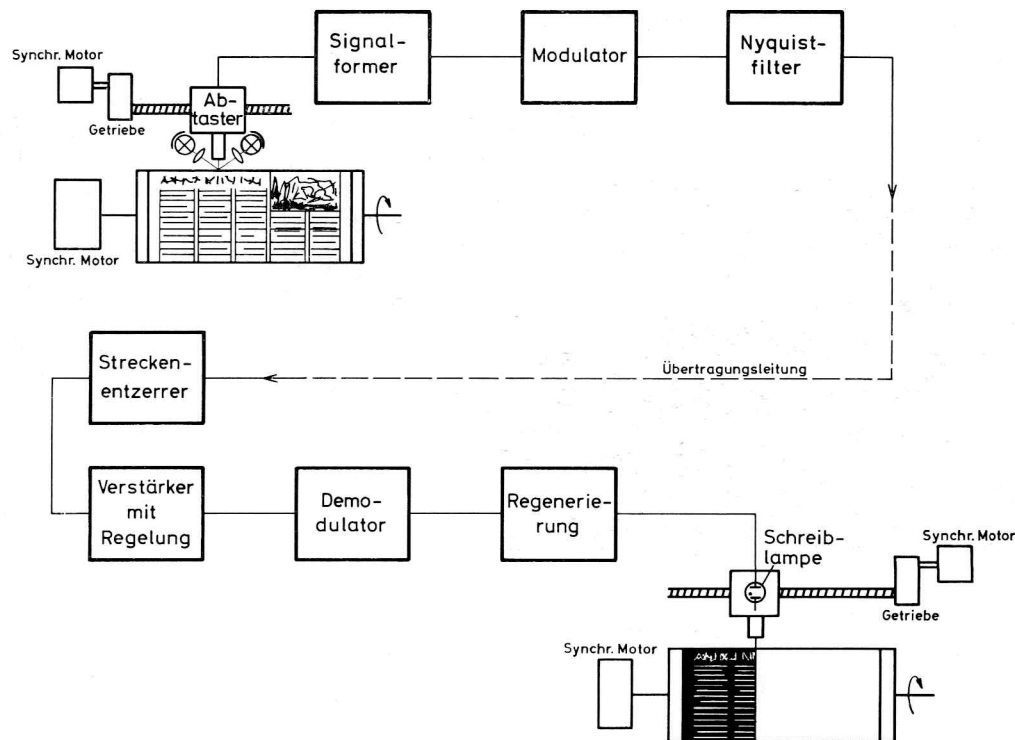 Signal-
former
Modulator
Nyquist-
filter
Synchr. Motor
Ab-
taster
Getriebe
Synchr. Motor
Strecken-
entzerrer
Übertragungsleitung
Verstärker
mit
Regelung
Demo-
dulator
Regenerie-
rung
Schreib-
lampe
Synchr. Motor
Getriebe
Synchr. Motor